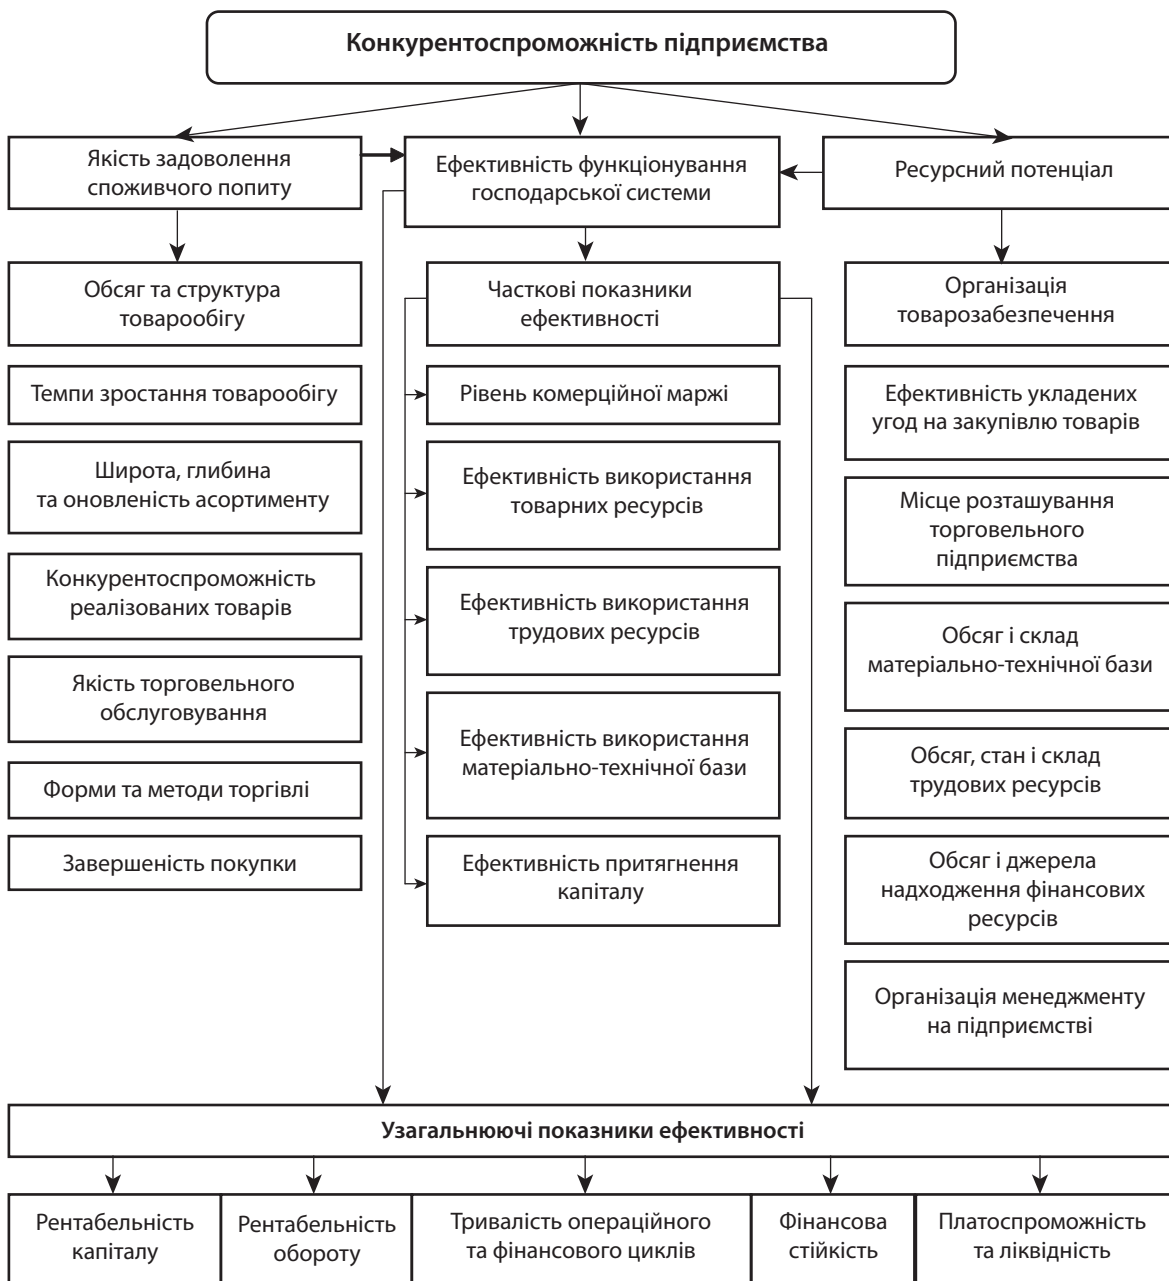 Конкурентоспроможність підприємства
Якість задоволення
споживчого попиту
Ефективність функціонування
господарської системи
Ресурсний потенціал
Обсяг та структура
товарообігу
Часткові показники
ефективності
Організація
товарозабезпечення
Темпи зростання товарообігу
Рівень комерційної маржі
Ефективність укладених
угод на закупівлю товарів
Широта, глибина
та оновленість асортименту
Ефективність використання
товарних ресурсів
Місце розташування
торговельного
підприємства
Конкурентоспроможність
реалізованих товарів
Ефективність використання
трудових ресурсів
Обсяг і склад
матеріально-технічної бази
Якість торговельного
обслуговування
Ефективність використання
матеріально-технічної бази
Обсяг, стан і склад
трудових ресурсів
Форми та методи торгівлі
Завершеність покупки
Ефективність притягнення
капіталу
Обсяг і джерела
надходження фінансових
ресурсів
Організація менеджменту
на підприємстві
Узагальнюючі показники ефективності
Рентабельність
капіталу
Рентабельність
обороту
Тривалість операційного
та фінансового циклів
Фінансова
стійкість
Платоспроможність
та ліквідність